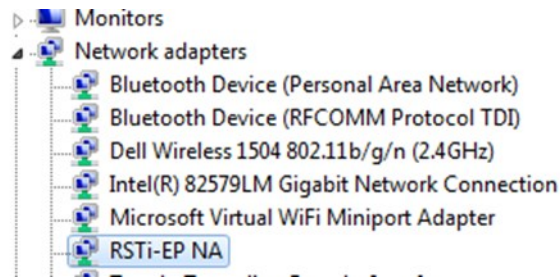 Monitors
Network adapters
Bluetooth Device (Personal Area Network)
Bluetooth Device (RFCOMM Protocol TDI)
Dell Wireless 1504 802.11b/g/n (2.4GHz)
Intel(R) 82579LM Gigabit Network Connection
Microsoft Virtual WiFi Miniport Adapter
RSTi-EP NA